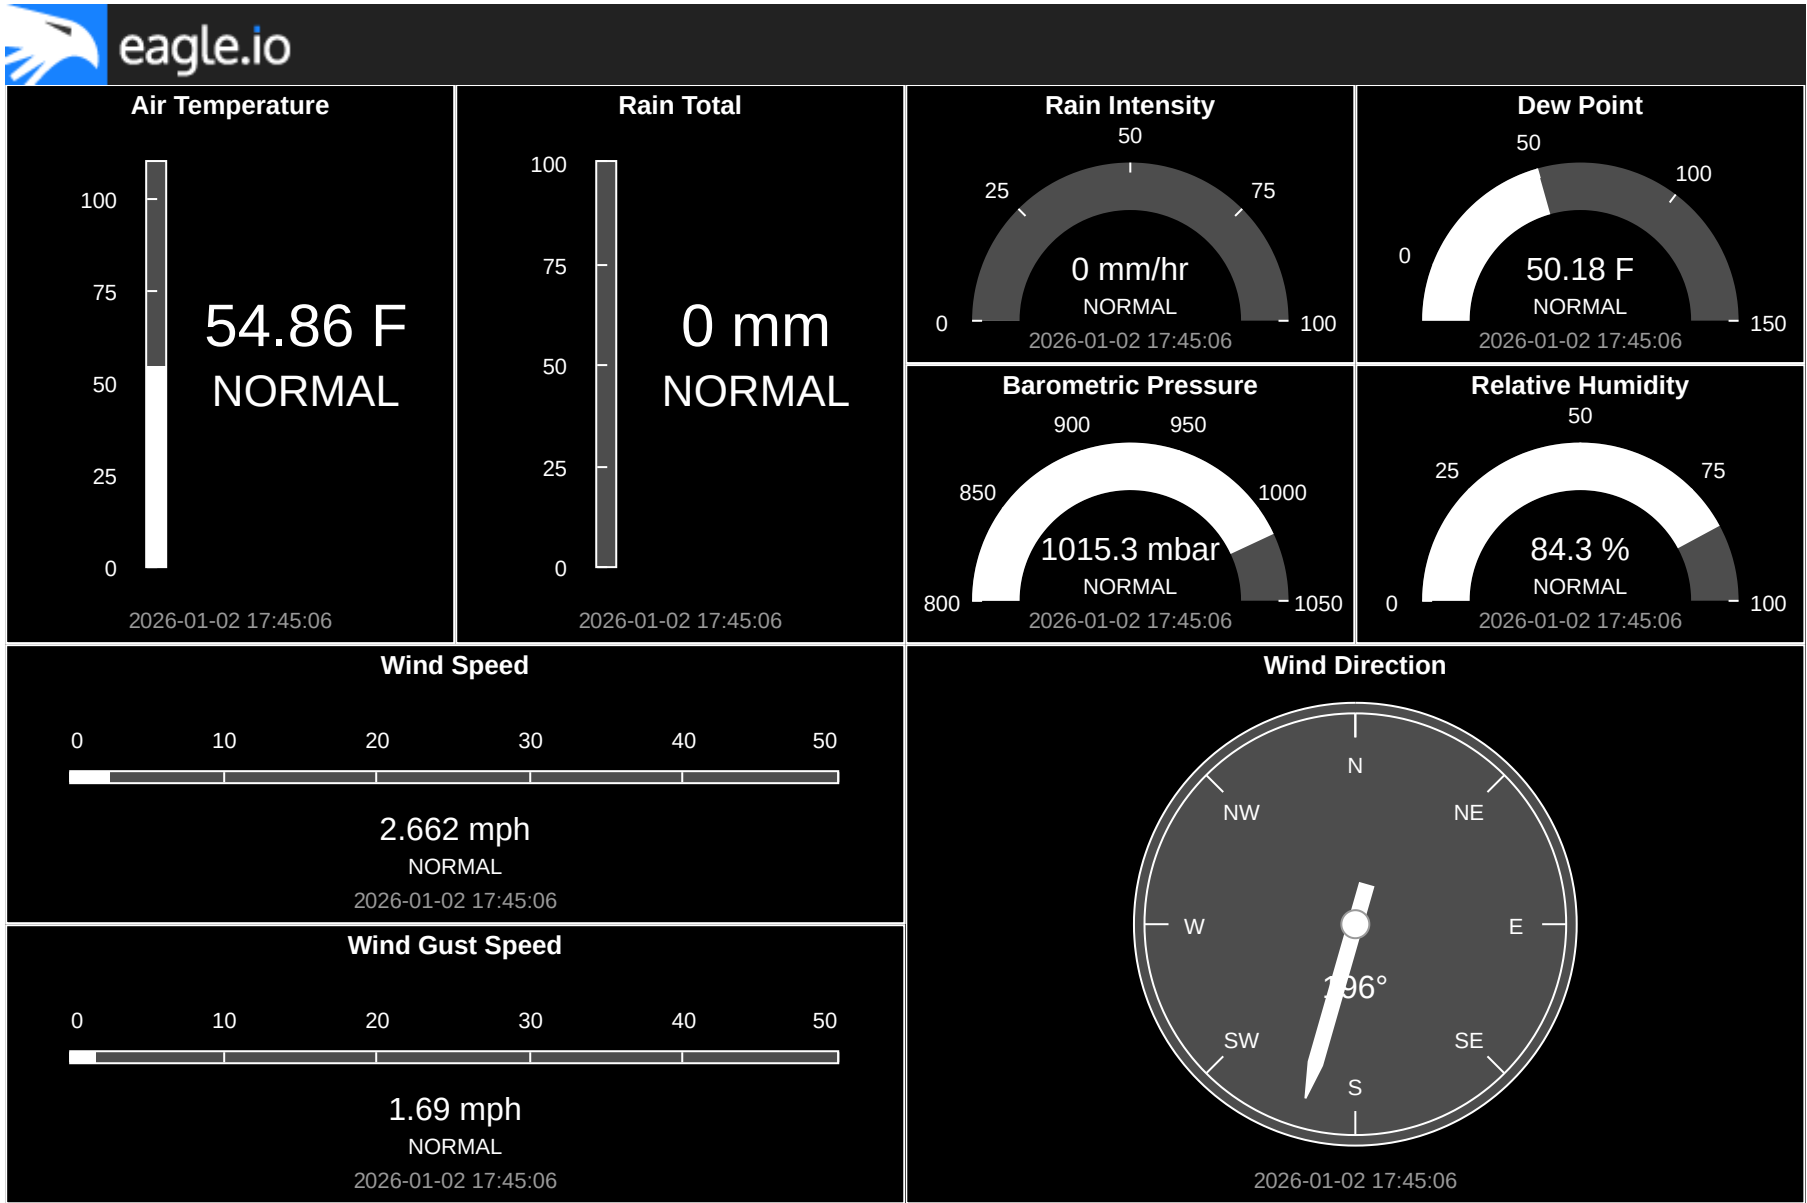 eagle.io
Air Temperature
100
75
50
25
0
54.86 F
NORMAL
2026-01-02 17:45:06
Rain Total
100
75
50
25
0
0 mm
NORMAL
2026-01-02 17:45:06
Rain Intensity
0
25
50
75
100
0 mm/hr
NORMAL
2026-01-02 17:45:06
Dew Point
0
50
100
150
50.18 F
NORMAL
2026-01-02 17:45:06
Barometric Pressure
800
850
900
950
1000
1050
1015.3 mbar
NORMAL
2026-01-02 17:45:06
Relative Humidity
0
25
50
75
100
84.3 %
NORMAL
2026-01-02 17:45:06
Wind Speed
0 10 20 30 40 50
2.662 mph
NORMAL
2026-01-02 17:45:06
Wind Gust Speed
0 10 20 30 40 50
1.69 mph
NORMAL
2026-01-02 17:45:06
Wind Direction
N
NW NE
W E
196°
SW SE
S
2026-01-02 17:45:06